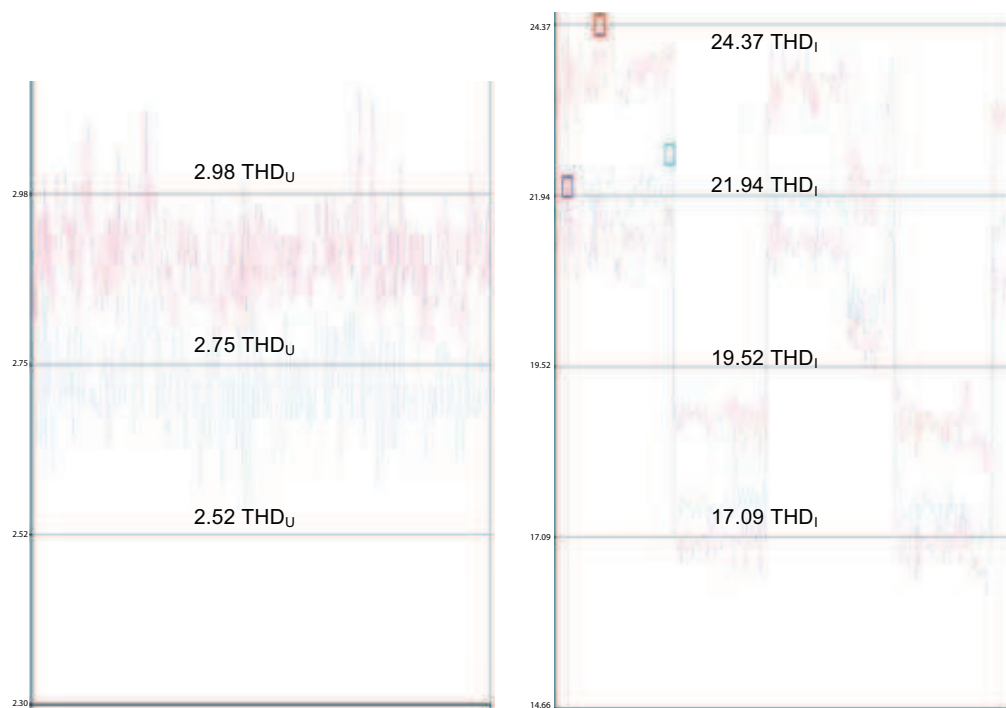 2.98 THDU
2.98
2.75 THDU
2.75
2.52 THDU
2.52
2.30
24.37
24.37 THDI
21.94 THDI
21.94
19.52 THDI
19.52
17.09 THDI
17.09
14.66